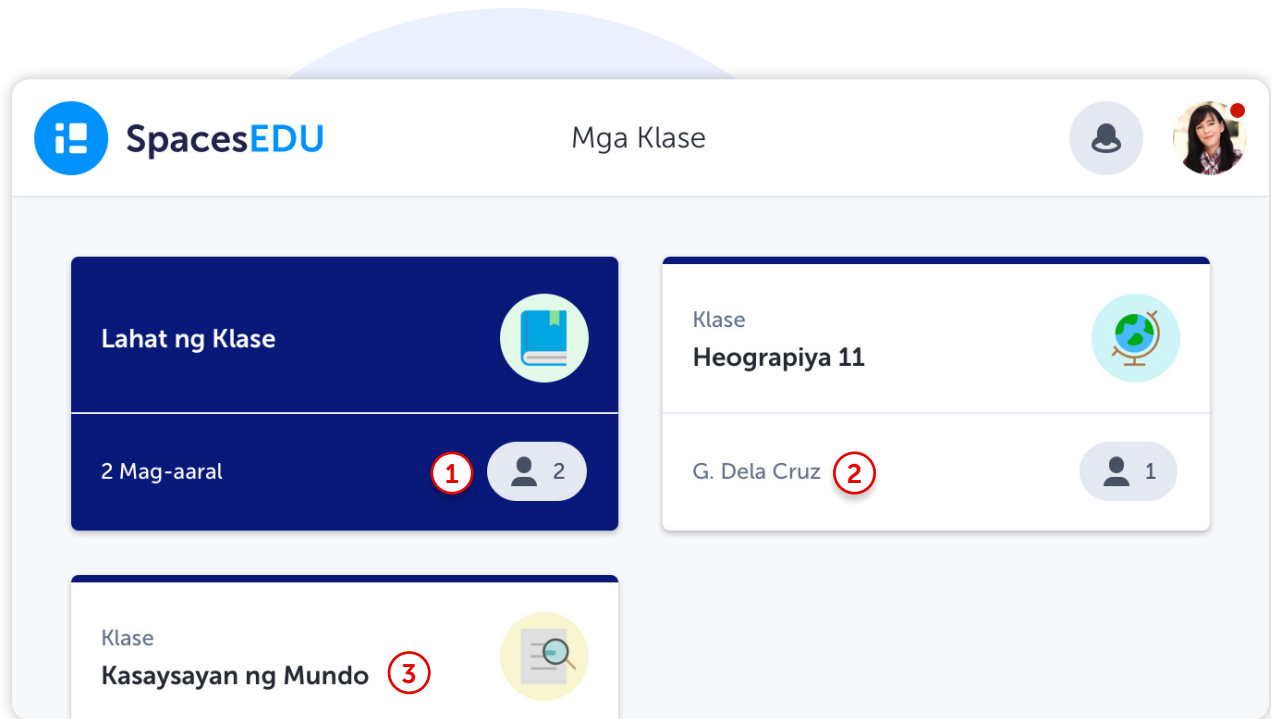 SpacesEDU
Mga Klase
Lahat ng Klase
2 Mag-aaral
1
2
Klase
Heograpiya 11
G. Dela Cruz
2
1
Klase
Kasaysayan ng Mundo
3